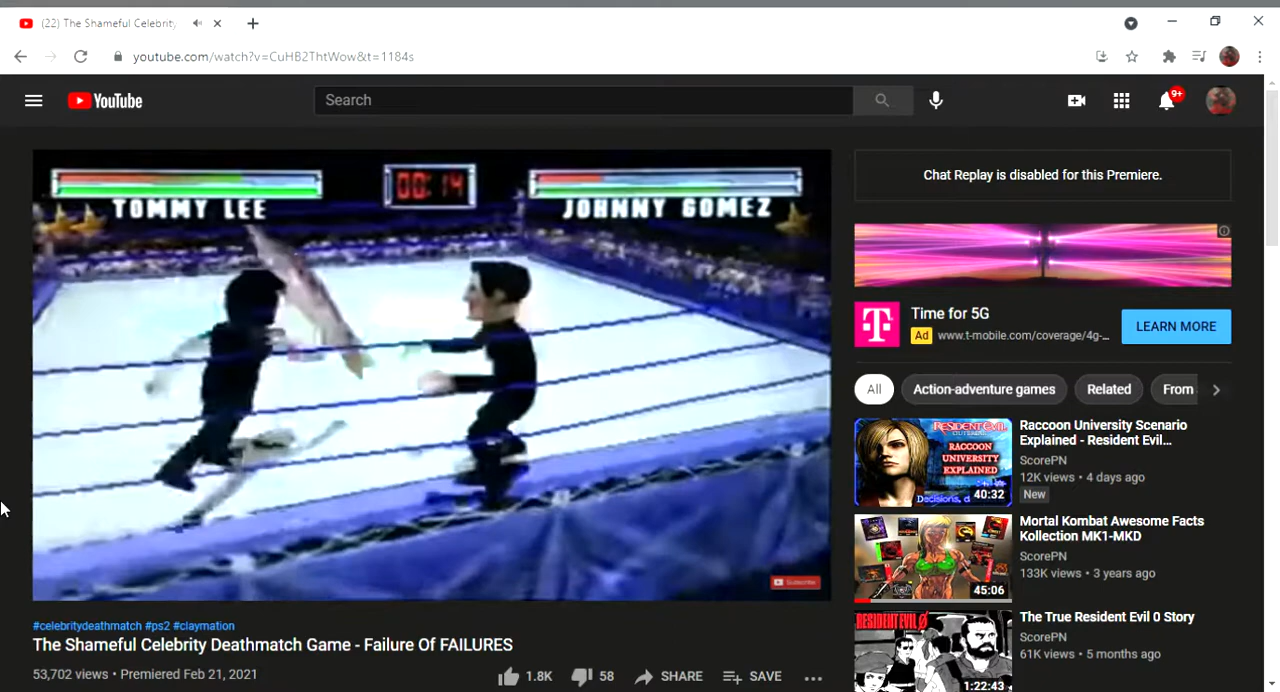 (22) The Shameful Celebrity
youtube.com/watch?v=CuHB2ThtWow&t=1184s
YouTube
Search
9+
TOMMY LEE
00:14
JOHNNY GOMEZ
Subscribe
Chat Replay is disabled for this Premiere.
T
Time for 5G
Ad www.t-mobile.com/coverage/4g-...
LEARN MORE
All
Action-adventure games
Related
From
RESIDENT EVIL
OUTBREAK
RACCOON
UNIVERSITY
EXPLAINED
Decisions, d
40:32
Raccoon University Scenario
Explained - Resident Evil...
ScorePN
12K views • 4 days ago
New
45:06
Mortal Kombat Awesome Facts
Kollection MK1-MKD
ScorePN
133K views • 3 years ago
RESIDENT EVIL 0
1:22:43
The True Resident Evil 0 Story
ScorePN
61K views • 5 months ago
#celebritydeathmatch #ps2 #claymation
The Shameful Celebrity Deathmatch Game - Failure Of FAILURES
53,702 views • Premiered Feb 21, 2021
1.8K
58
SHARE
SAVE